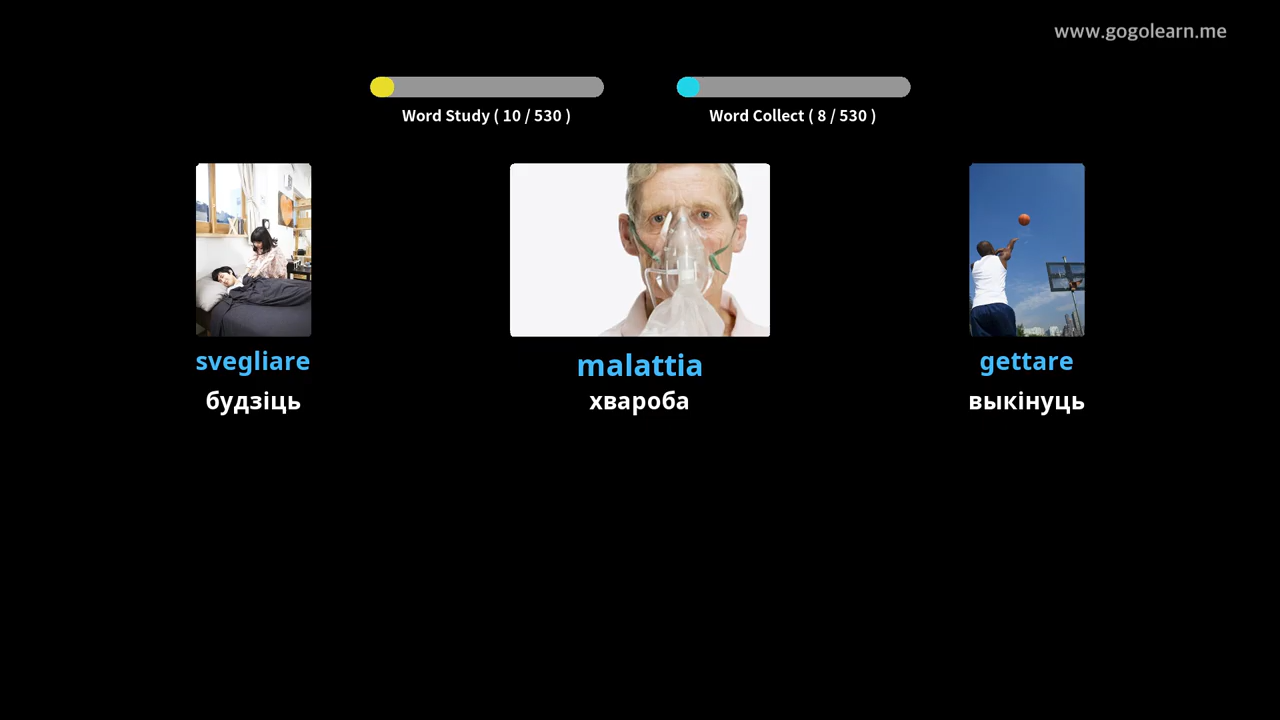 www.gogolearn.me
Word Study ( 10 / 530 )
Word Collect ( 8 / 530 )
svegliare
malattia
gettare
будзіць
хвароба
выкінуць